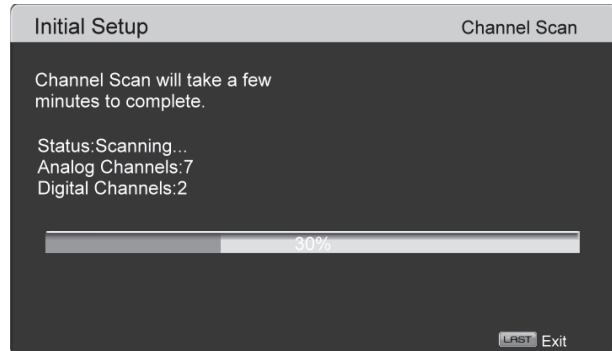 Initial Setup Channel Scan
Channel Scan will take a few
minutes to complete.
Status:Scanning...
Analog Channels:7
Digital Channels:2
30%
LAST Exit